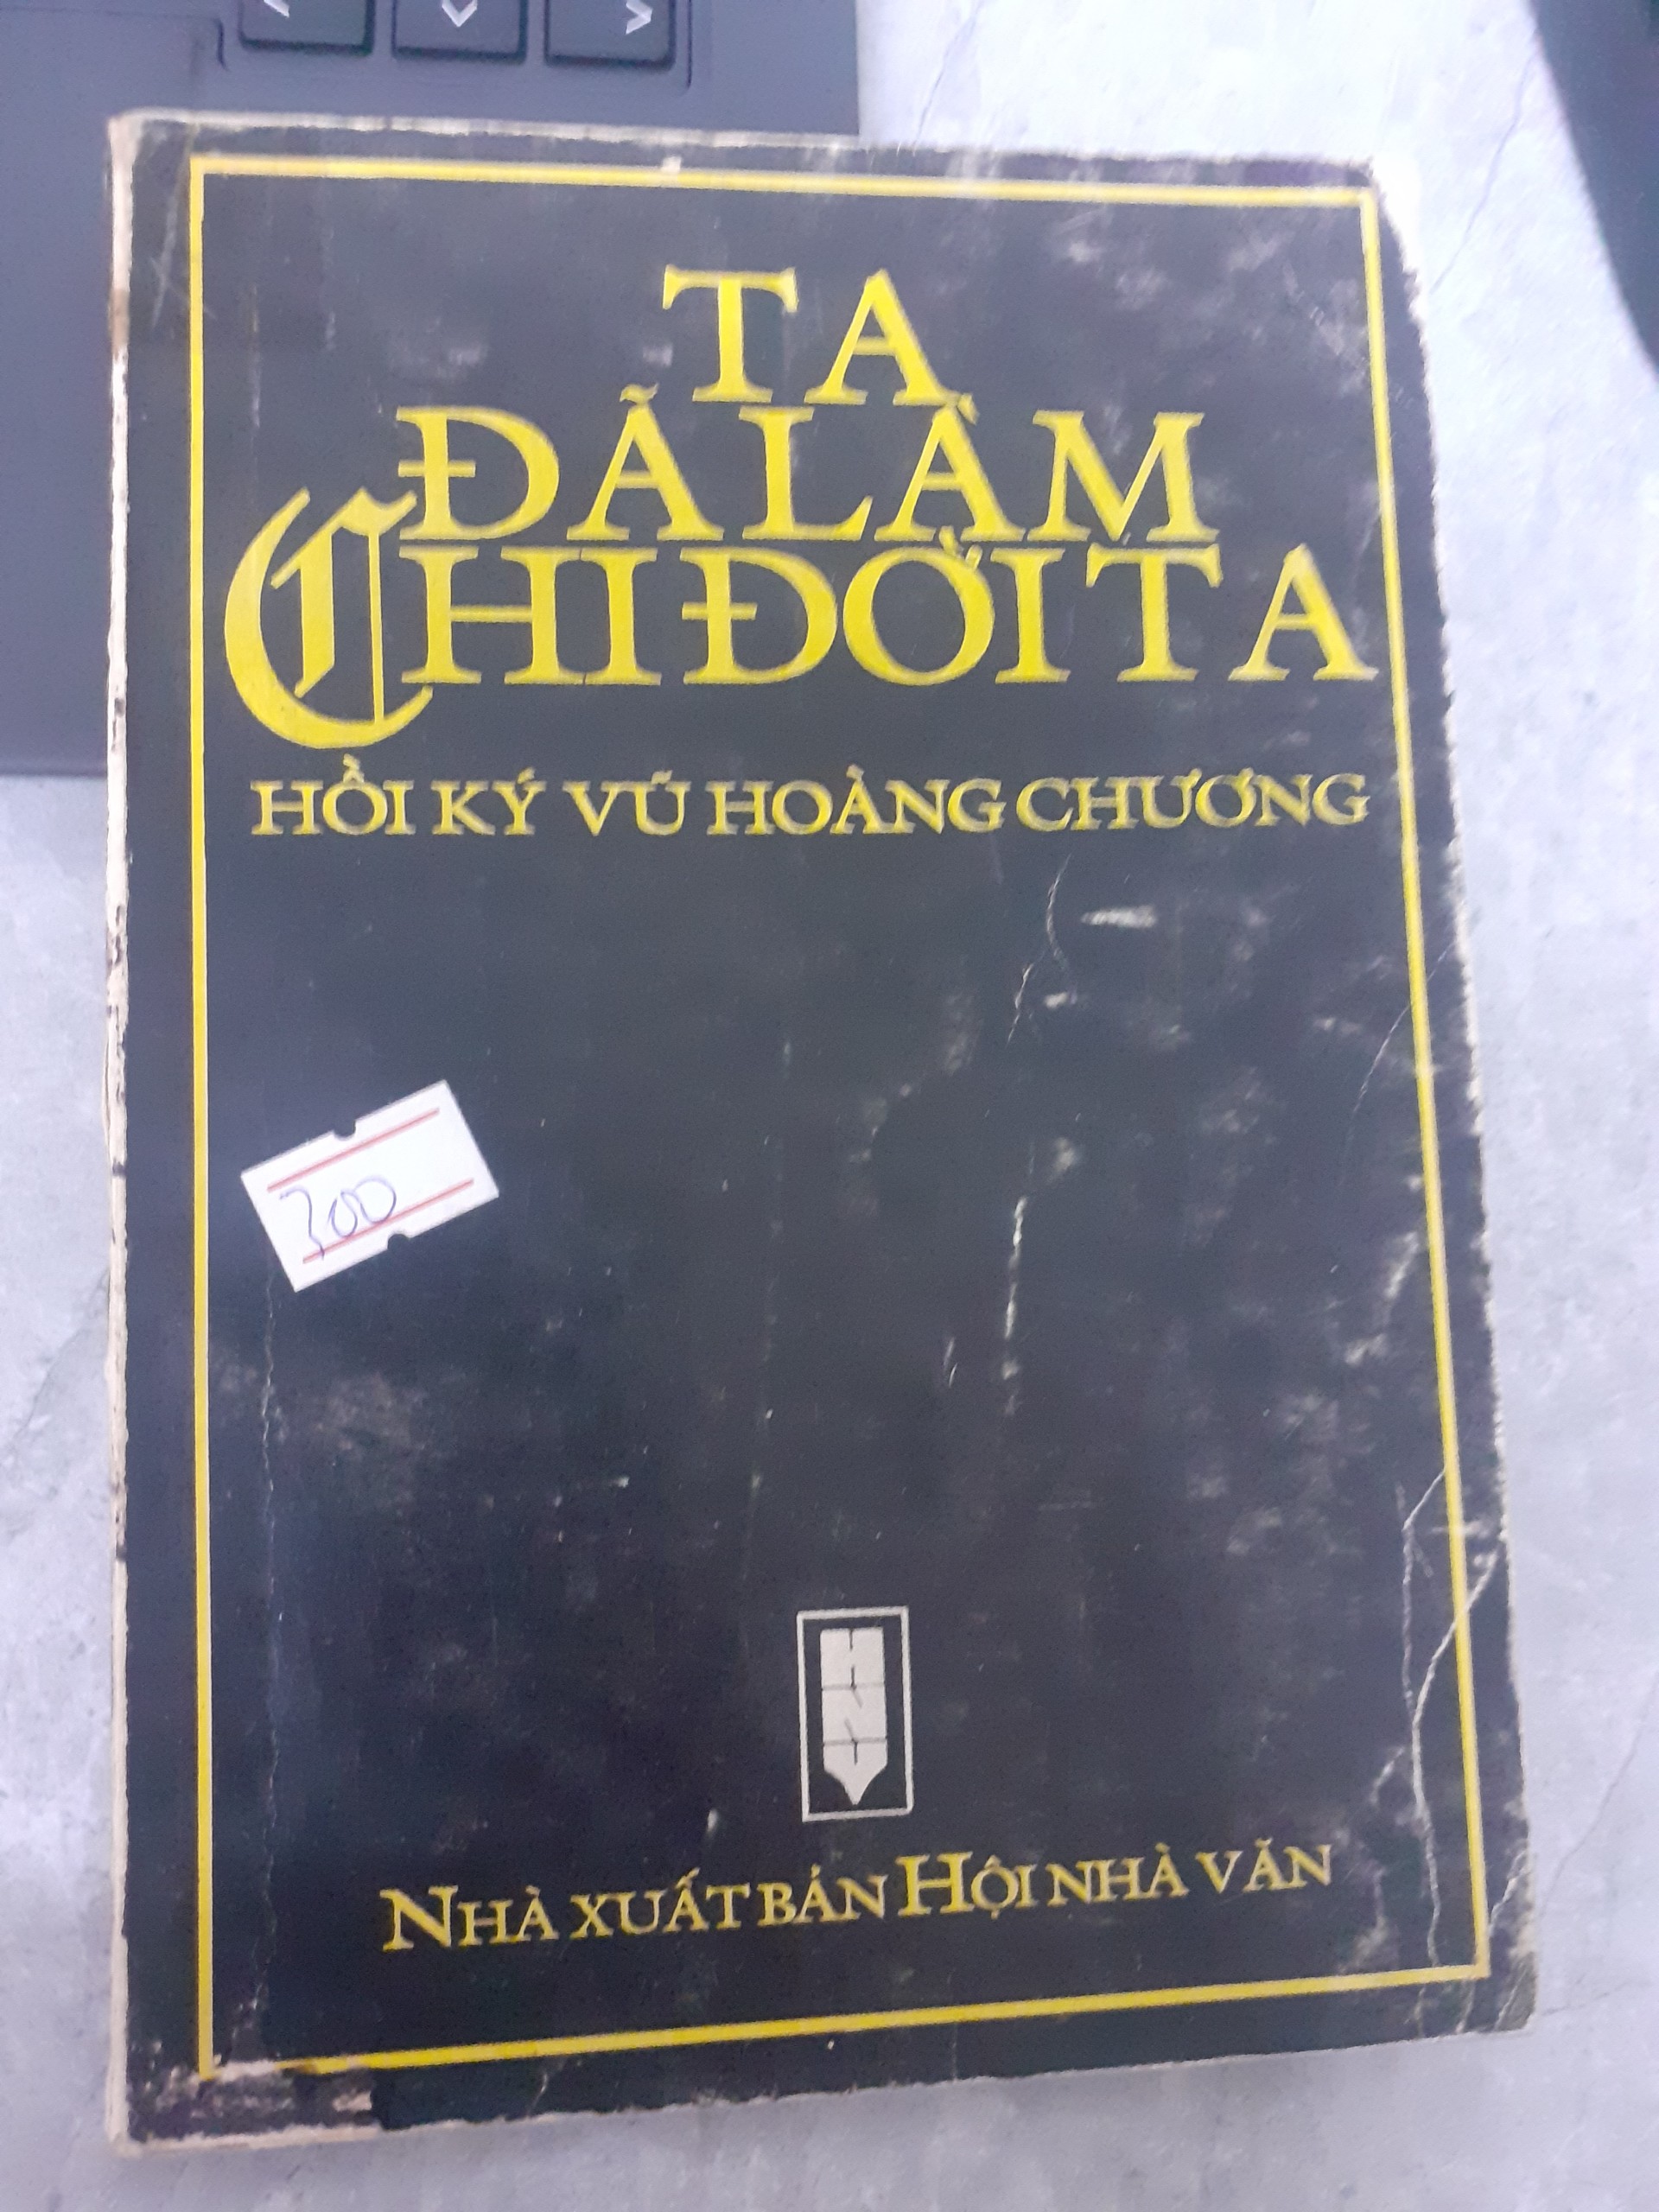 TA
ĐÃ LÀM
CHI ĐỜI TA
HỒI KÝ VŨ HOÀNG CHƯƠNG
300
NHÀ XUẤT BẢN HỘI NHÀ VĂN